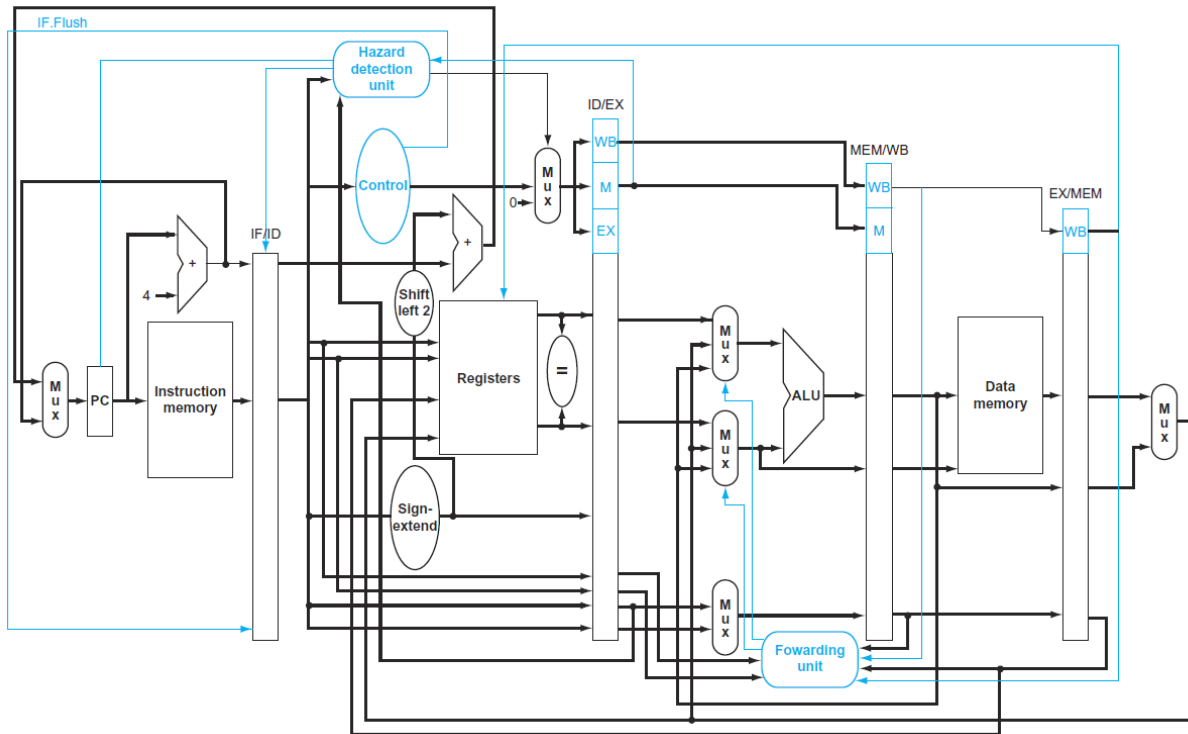 IF.Flush
Hazard
detection
unit
ID/EX
WB
MEM/WB
M
u
x
Control
M
WB
EX/MEM
0
IF/ID
EX
M
WB
+
+
4
Shift
left 2
M
u
x
PC
Instruction
memory
Registers
=
M
u
x
ALU
Data
memory
M
u
x
M
u
x
Sign-
extend
M
u
x
Fowarding
unit